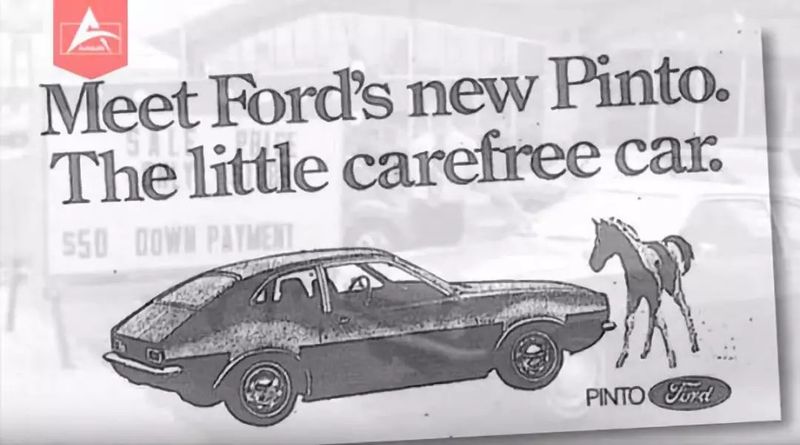 Meet Ford's new Pinto.
The little carefree car.
SALE PRICE
$50 DOWN PAYMENT
PINTO Ford